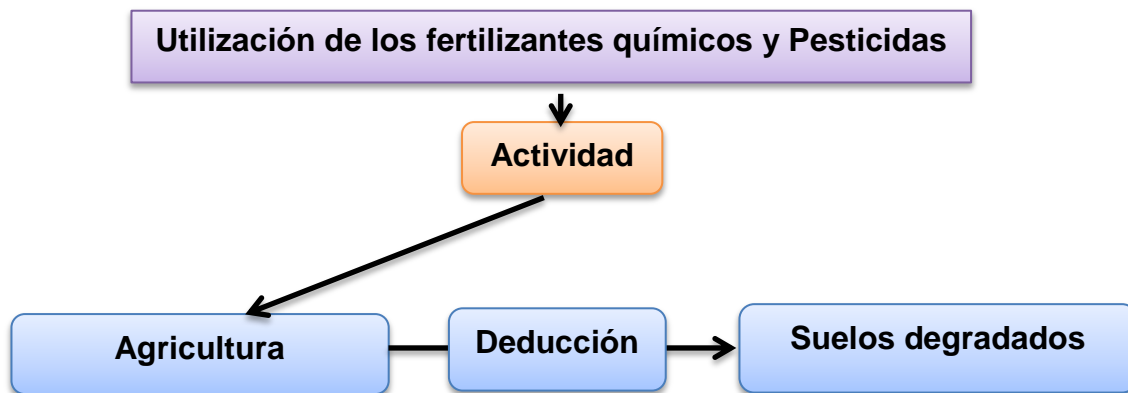 Utilización de los fertilizantes químicos y Pesticidas
Actividad
Agricultura
Deducción
Suelos degradados